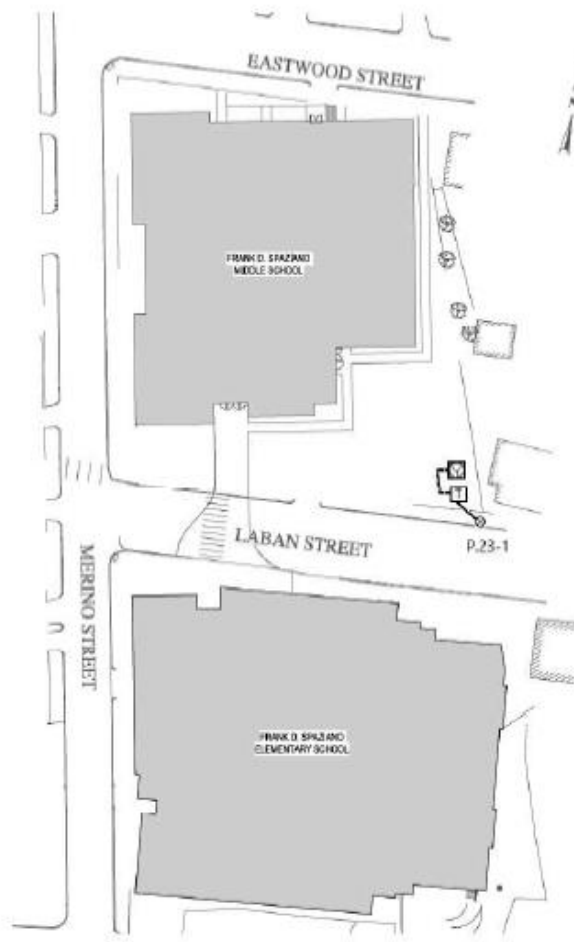 EASTWOOD STREET
FRANK D. SPAZIANO
MIDDLE SCHOOL
T
P.23-1
LABAN STREET
MERINO STREET
FRANK D. SPAZIANO
ELEMENTARY SCHOOL